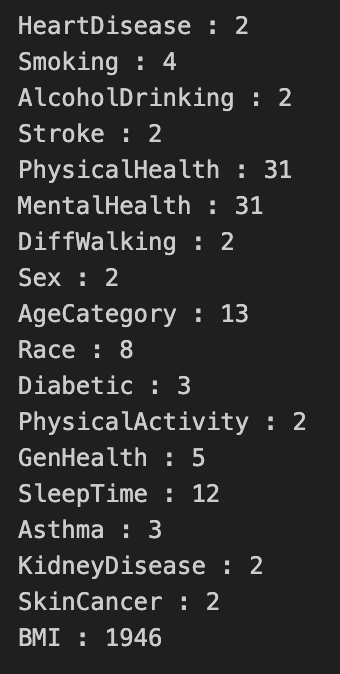 HeartDisease : 2
Smoking : 4
AlcoholDrinking : 2
Stroke : 2
PhysicalHealth : 31
MentalHealth : 31
DiffWalking : 2
Sex : 2
AgeCategory : 13
Race : 8
Diabetic : 3
PhysicalActivity : 2
GenHealth : 5
SleepTime : 12
Asthma : 3
KidneyDisease : 2
SkinCancer : 2
BMI : 1946